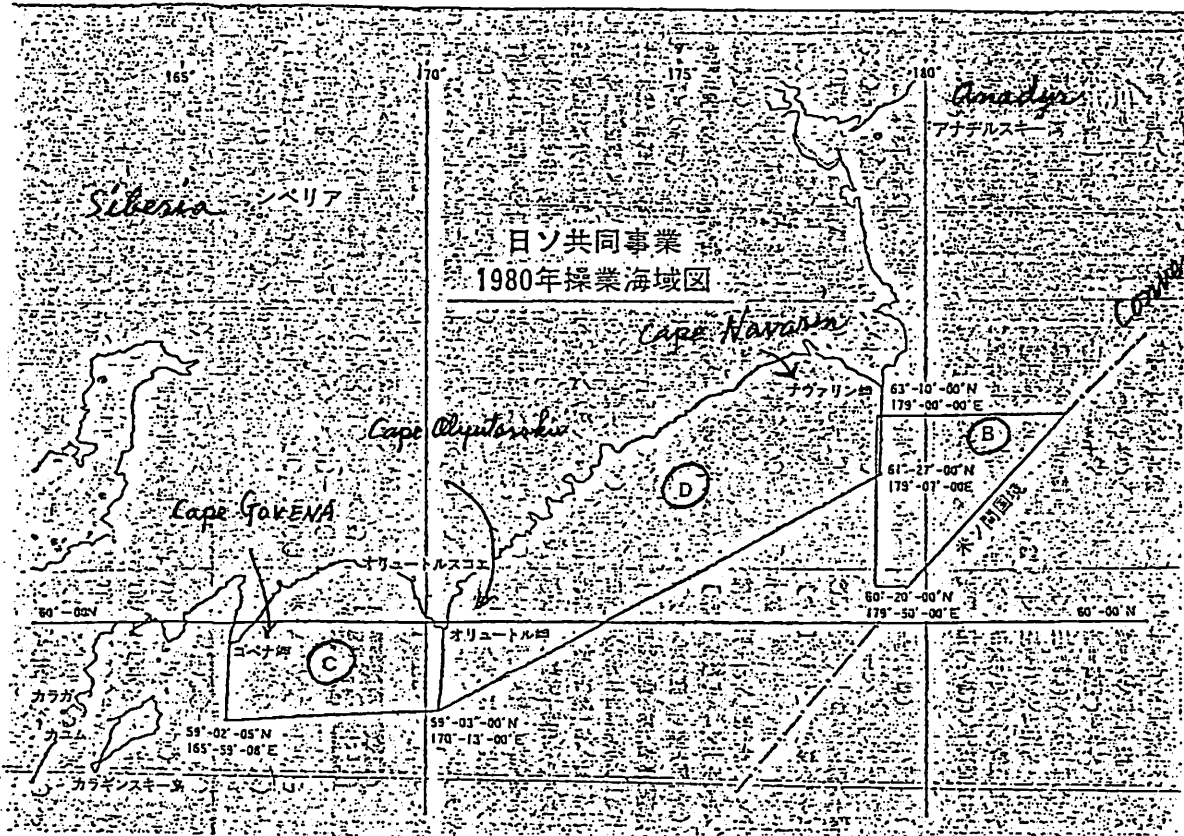 165°
170°
175°
180°
Anadyr
アナデルスキー
Siberia
シベリア
日ソ共同事業
1980年操業海域図
Cape Navarin
ナヴァリン岬
63°-10'-00"N
179°-00'-00"E
B
Cape Olyutorskii
D
61°-27'-00"N
179°-07'-00E
米ソ間国境
Cape GOVENA
オリュートルスコエ
60°-20'-00"N
179°-50'-00"E
60°-00N
60°-00'N
オリュートル岬
ゴベナ岬
C
カラガ
59°-02'-05"N
165°-59'-08"E
59°-03'-00"N
170°-13'-00"E
カラギンスキー島